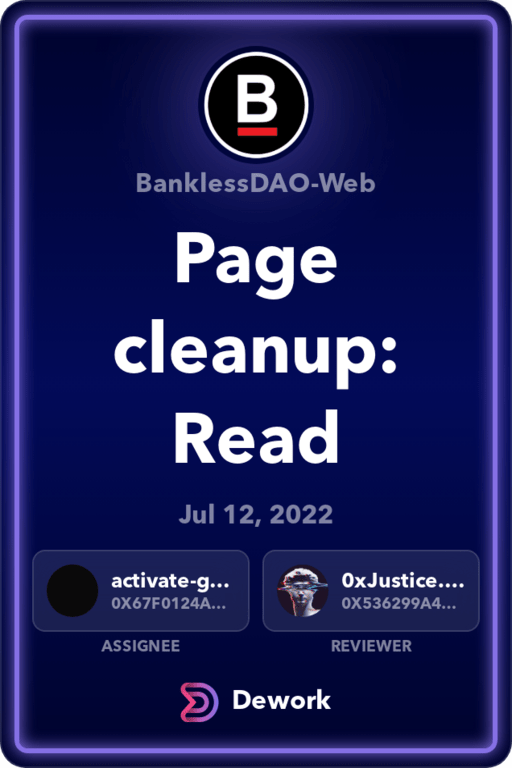 B
BanklessDAO-Web
Page
cleanup:
Read
Jul 12, 2022
activate-g...
0X67F0124A...
0xJustice....
0X536299A4...
ASSIGNEE
REVIEWER
Dework